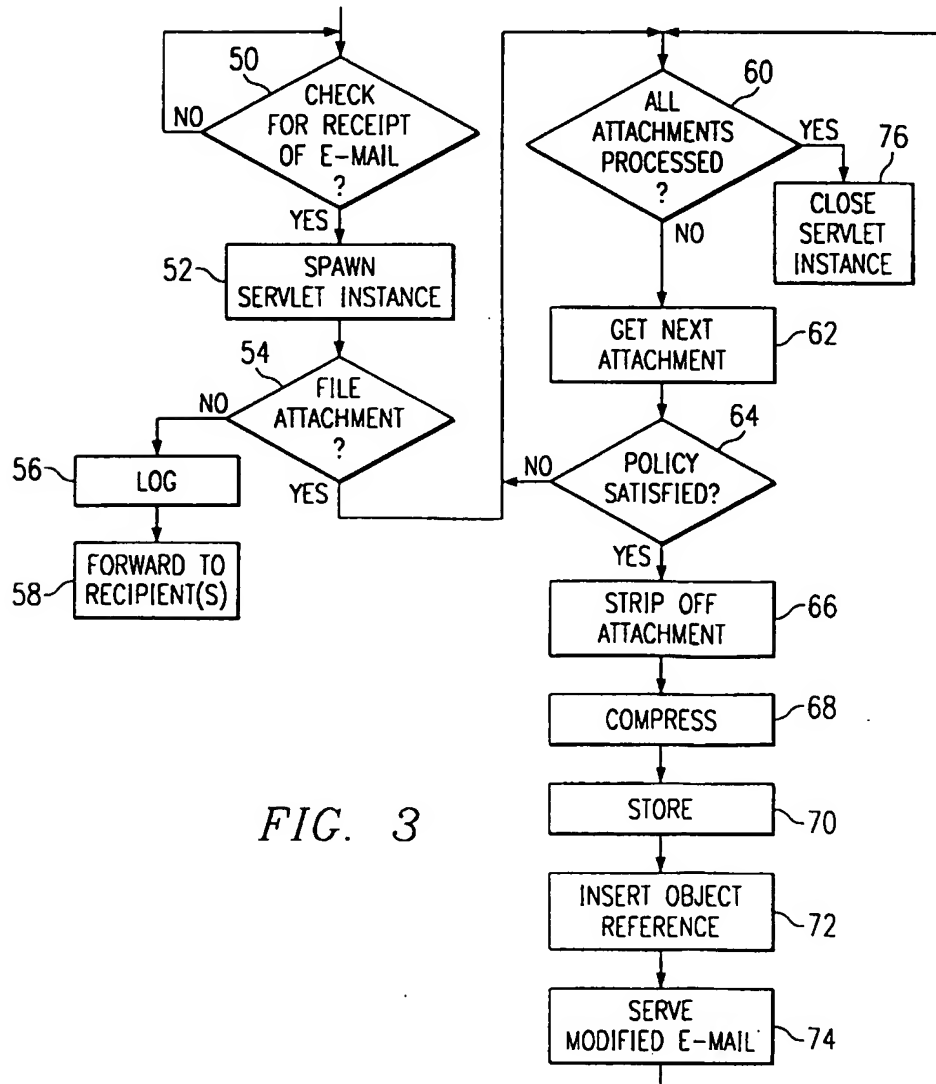 50
CHECK
FOR RECEIPT
OF E-MAIL
?
NO
YES
52
SPAWN
SERVLET INSTANCE
54
FILE
ATTACHMENT
?
NO
YES
56
LOG
58
FORWARD TO
RECIPIENT(S)
60
ALL
ATTACHMENTS
PROCESSED
?
YES
NO
76
CLOSE
SERVLET
INSTANCE
GET NEXT
ATTACHMENT
62
64
POLICY
SATISFIED?
NO
YES
STRIP OFF
ATTACHMENT
66
COMPRESS
68
STORE
70
INSERT OBJECT
REFERENCE
72
SERVE
MODIFIED E-MAIL
74
FIG. 3